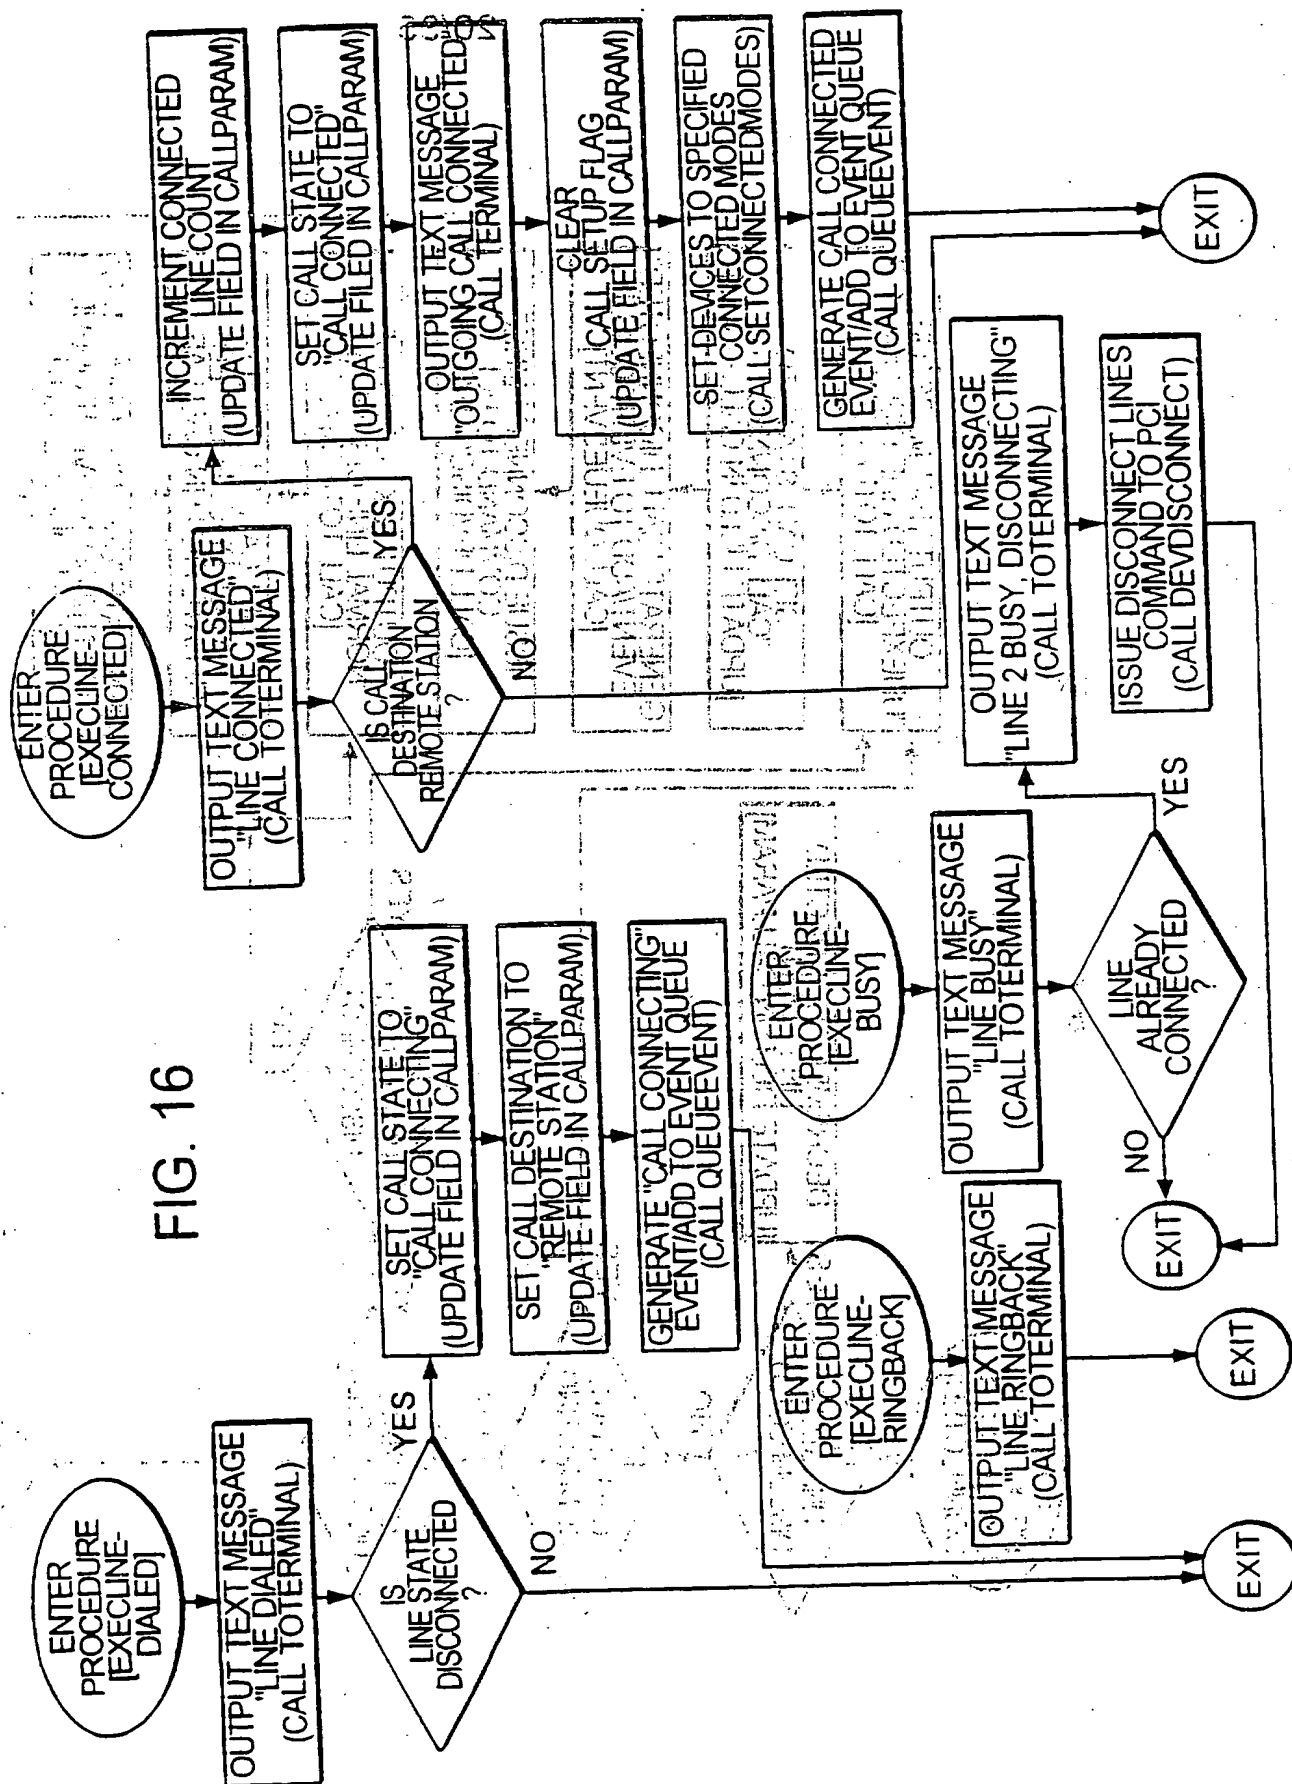 FIG. 16
ENTER
PROCEDURE
[EXECLINE-
DIALED]
OUTPUT TEXT MESSAGE
"LINE DIALED"
(CALL TOTERMINAL)
IS
LINE STATE
DISCONNECTED
?
YES
NO
SET CALL STATE TO
"CALL CONNECTING"
(UPDATE FIELD IN CALLPARAM)
SET CALL DESTINATION TO
"REMOTE STATION"
(UPDATE FIELD IN CALLPARAM)
GENERATE "CALL CONNECTING"
EVENT/ADD TO EVENT QUEUE
(CALL QUEUEEVENT)
EXIT
ENTER
PROCEDURE
[EXECLINE-
RINGBACK]
OUTPUT TEXT MESSAGE
"LINE RINGBACK"
(CALL TOTERMINAL)
EXIT
ENTER
PROCEDURE
[EXECLINE-
BUSY]
OUTPUT TEXT MESSAGE
"LINE BUSY"
(CALL TOTERMINAL)
LINE
ALREADY
CONNECTED
?
NO
YES
EXIT
OUTPUT TEXT MESSAGE
"LINE 2 BUSY, DISCONNECTING"
(CALL TOTERMINAL)
ISSUE DISCONNECT LINES
COMMAND TO PCI
(CALL DEVDISCONNECT)
ENTER
PROCEDURE
[EXECLINE-
CONNECTED]
OUTPUT TEXT MESSAGE
"LINE CONNECTED"
(CALL TOTERMINAL)
IS CALL
DESTINATION
REMOTE STATION
?
YES
NO
INCREMENT CONNECTED
LINE COUNT
(UPDATE FIELD IN CALLPARAM)
SET CALL STATE TO
"CALL CONNECTED"
(UPDATE FILED IN CALLPARAM)
OUTPUT TEXT MESSAGE
"OUTGOING CALL CONNECTED"
(CALL TERMINAL)
CLEAR
CALL SETUP FLAG
(UPDATE FIELD IN CALLPARAM)
SET DEVICES TO SPECIFIED
CONNECTED MODES
(CALL SETCONNECTEDMODES)
GENERATE CALL CONNECTED
EVENT/ADD TO EVENT QUEUE
(CALL QUEUEEVENT)
EXIT